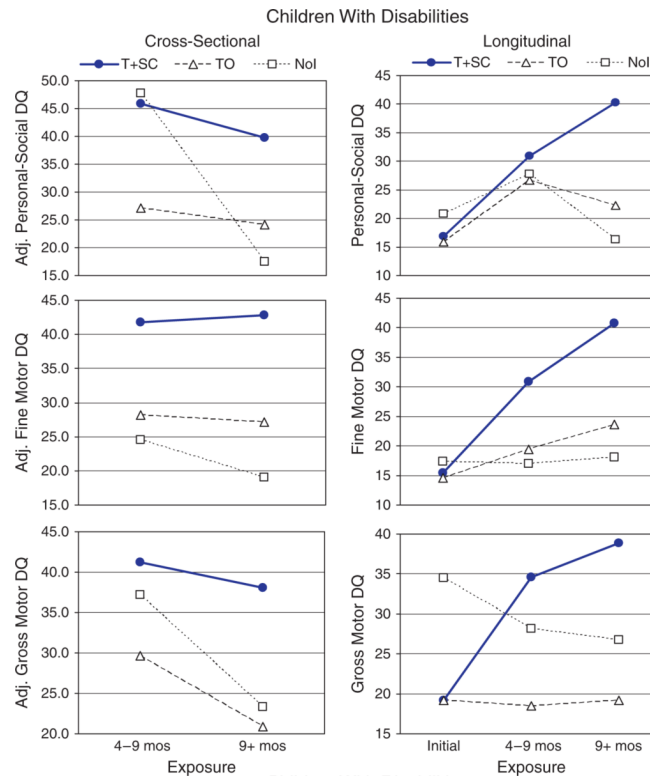 Children With Disabilities
Cross-Sectional
T+SC TO NoI
Adj. Personal-Social DQ
50.0
45.0
40.0
35.0
30.0
25.0
20.0
15.0
Longitudinal
T+SC TO NoI
Personal-Social DQ
45
40
35
30
25
20
15
10
Adj. Fine Motor DQ
45.0
40.0
35.0
30.0
25.0
20.0
15.0
Fine Motor DQ
45
40
35
30
25
20
15
10
Adj. Gross Motor DQ
45.0
40.0
35.0
30.0
23.0
20.0
4–9 mos 9+ mos
Exposure
Gross Motor DQ
40
35
30
25
20
15
Initial 4–9 mos 9+ mos
Exposure